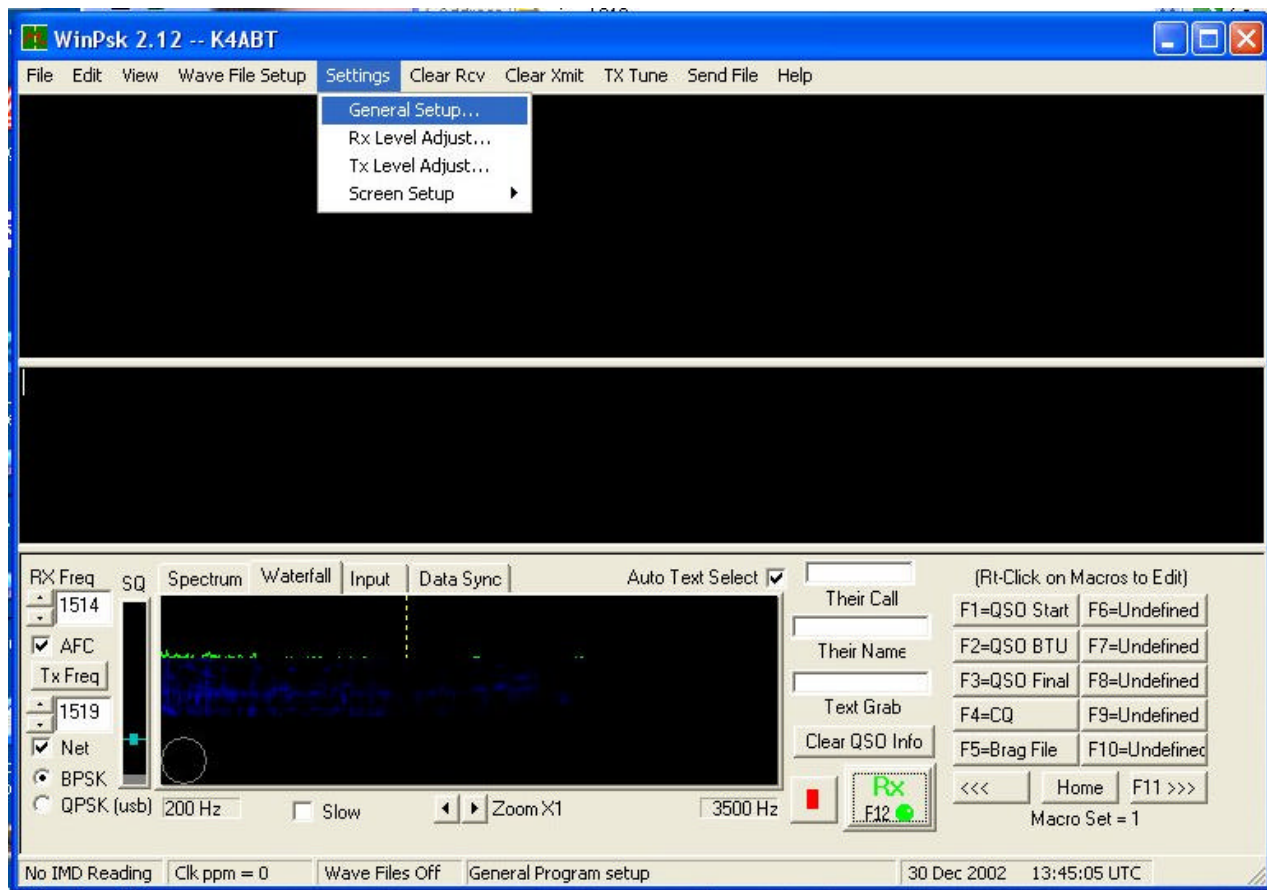 WinPsk 2.12 -- K4ABT
File Edit View Wave File Setup Settings Clear Rcv Clear Xmit TX Tune Send File Help
General Setup...
Rx Level Adjust...
Tx Level Adjust...
Screen Setup
RX Freq SQ Spectrum Waterfall Input Data Sync Auto Text Select
1514
AFC
Tx Freq
1519
Net
BPSK
QPSK (usb) 200 Hz Slow Zoom X1 3500 Hz
Their Call
Their Name
Text Grab
Clear QSO Info
Rx
F12
(Rt-Click on Macros to Edit)
F1=QSO Start F6=Undefined
F2=QSO BTU F7=Undefined
F3=QSO Final F8=Undefined
F4=CQ F9=Undefined
F5=Brag File F10=Undefined
<<< Home F11 >>>
Macro Set = 1
No IMD Reading Clk ppm = 0 Wave Files Off General Program setup 30 Dec 2002 13:45:05 UTC